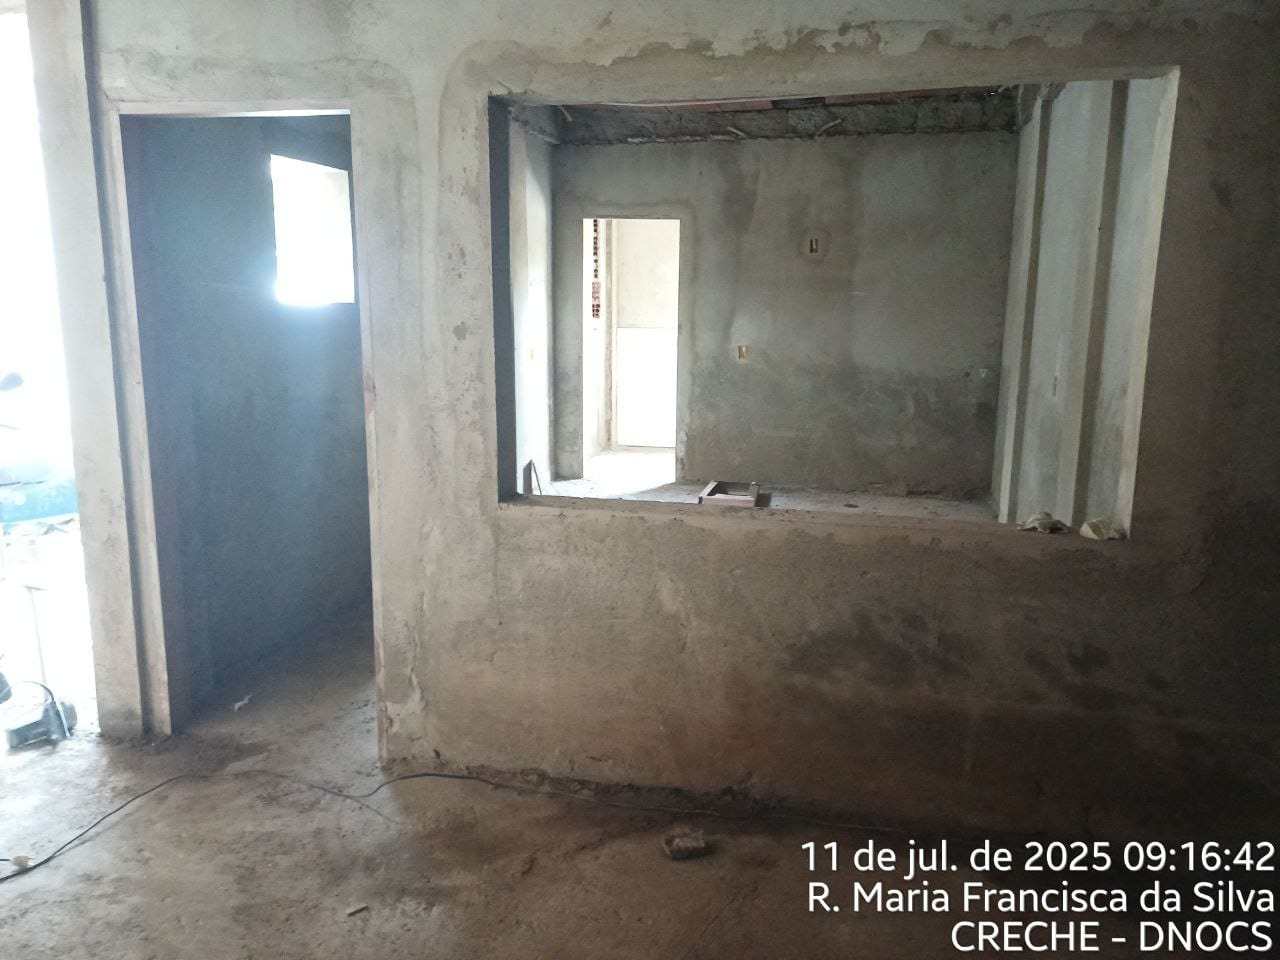 11 de jul. de 2025 09:16:42
R. Maria Francisca da Silva
CRECHE - DNOCS